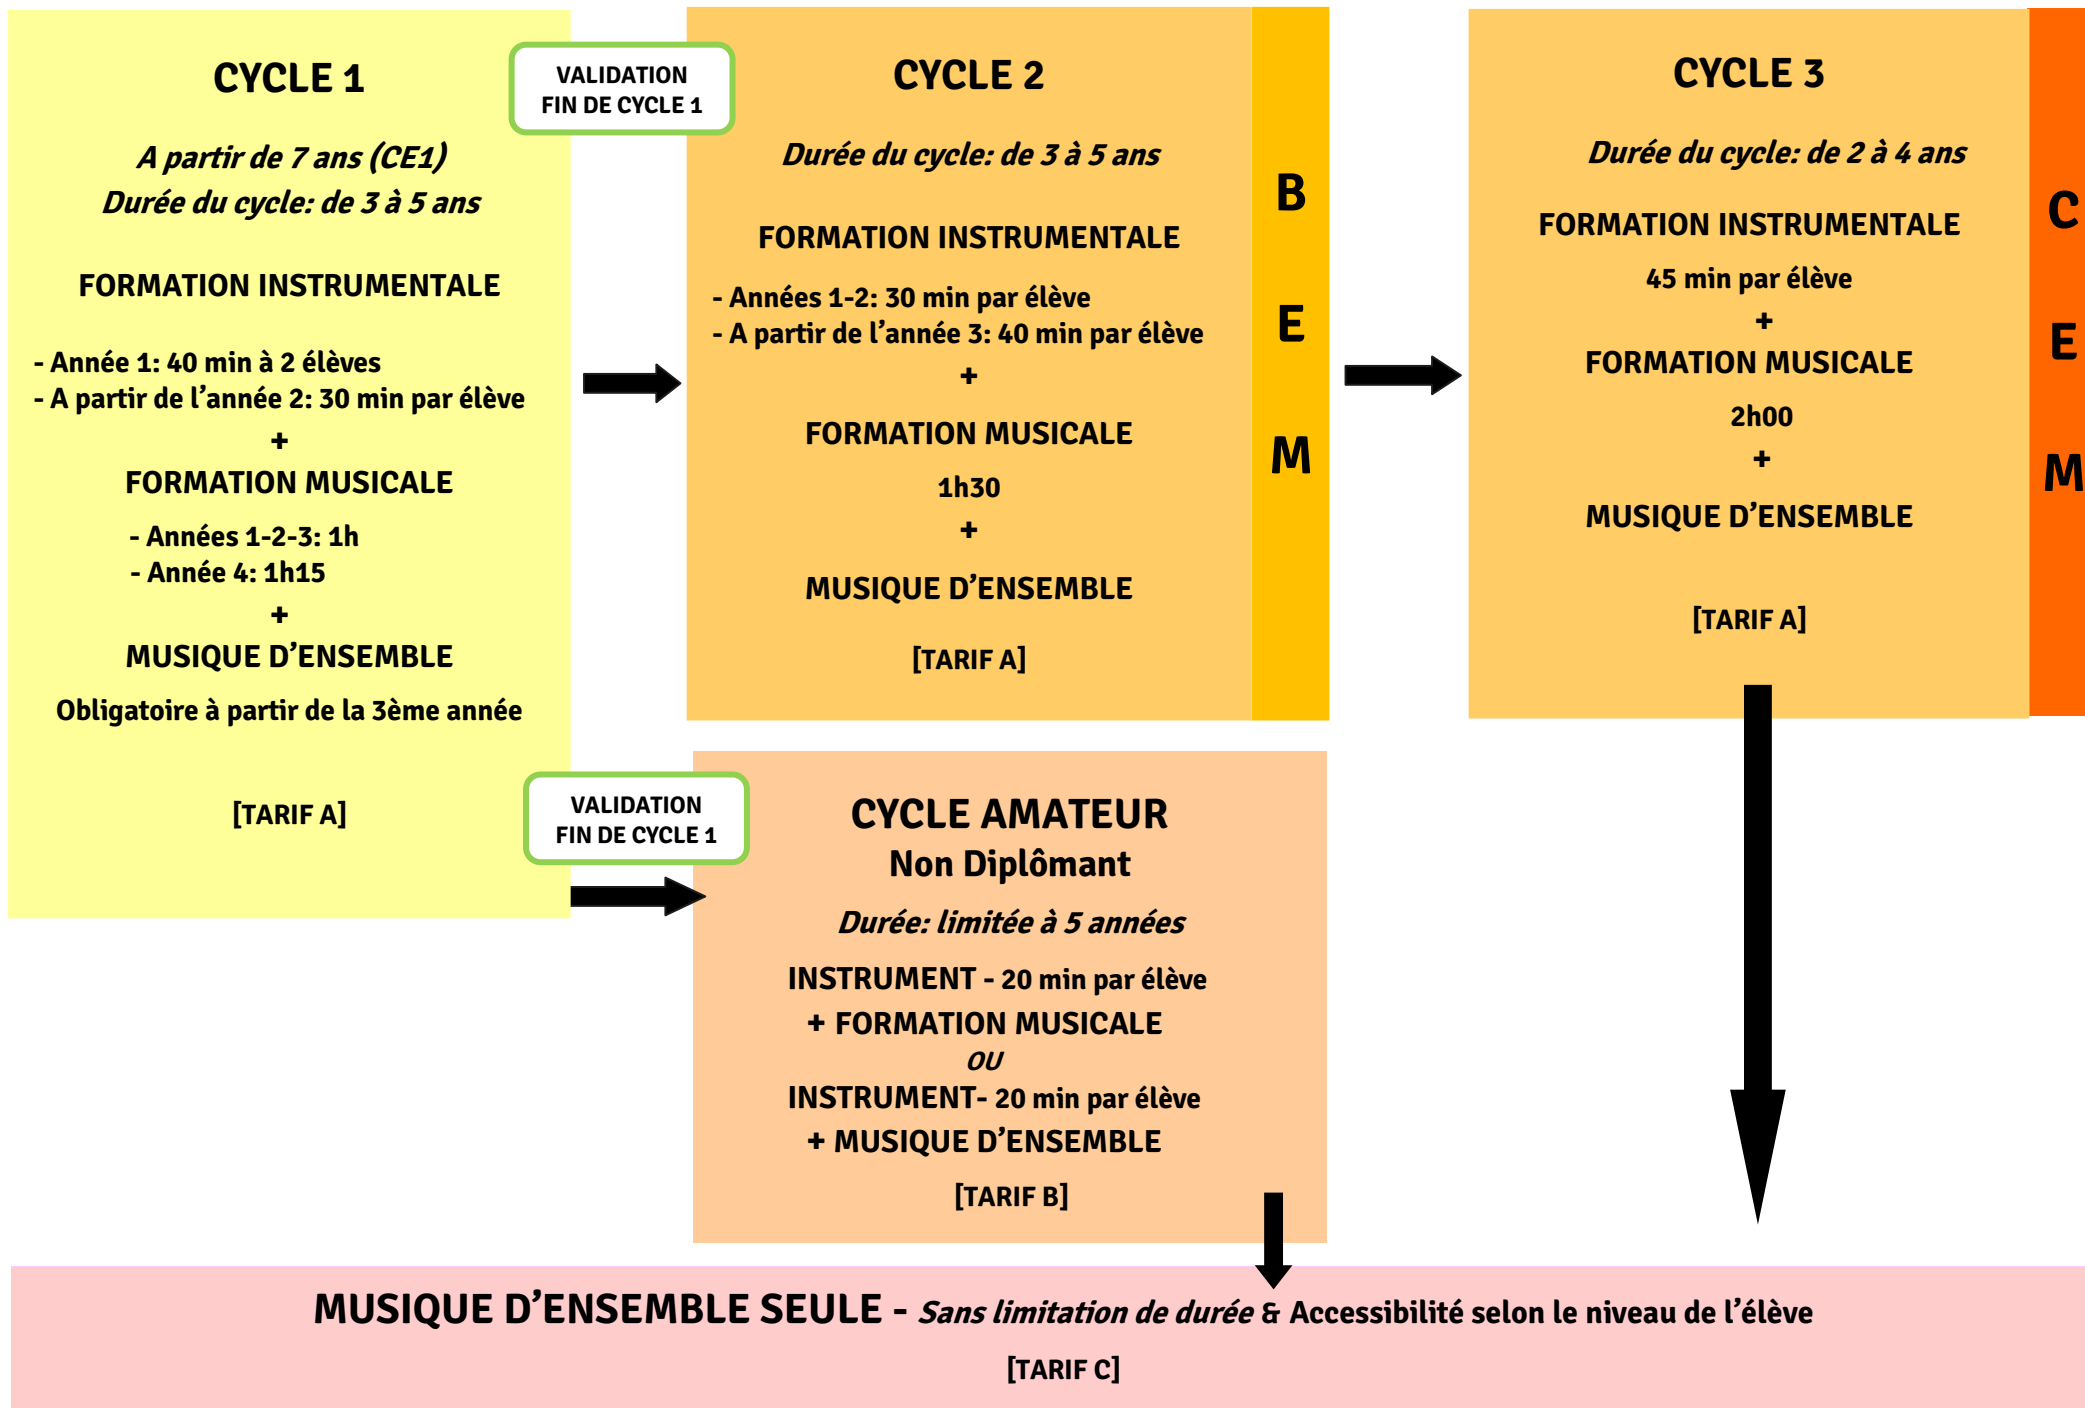 CYCLE 1
A partir de 7 ans (CE1)
Durée du cycle: de 3 à 5 ans
FORMATION INSTRUMENTALE
- Année 1: 40 min à 2 élèves
- A partir de l’année 2: 30 min par élève
+
FORMATION MUSICALE
- Années 1-2-3: 1h
- Année 4: 1h15
+
MUSIQUE D’ENSEMBLE
Obligatoire à partir de la 3ème année
[TARIF A]
VALIDATION
FIN DE CYCLE 1
CYCLE 2
Durée du cycle: de 3 à 5 ans
FORMATION INSTRUMENTALE
- Années 1-2: 30 min par élève
- A partir de l’année 3: 40 min par élève
+
FORMATION MUSICALE
1h30
+
MUSIQUE D’ENSEMBLE
[TARIF A]
B
E
M
CYCLE 3
Durée du cycle: de 2 à 4 ans
FORMATION INSTRUMENTALE
45 min par élève
+
FORMATION MUSICALE
2h00
+
MUSIQUE D’ENSEMBLE
[TARIF A]
C
E
M
VALIDATION
FIN DE CYCLE 1
CYCLE AMATEUR
Non Diplômant
Durée: limitée à 5 années
INSTRUMENT - 20 min par élève
+ FORMATION MUSICALE
OU
INSTRUMENT- 20 min par élève
+ MUSIQUE D’ENSEMBLE
[TARIF B]
MUSIQUE D’ENSEMBLE SEULE - Sans limitation de durée & Accessibilité selon le niveau de l’élève
[TARIF C]